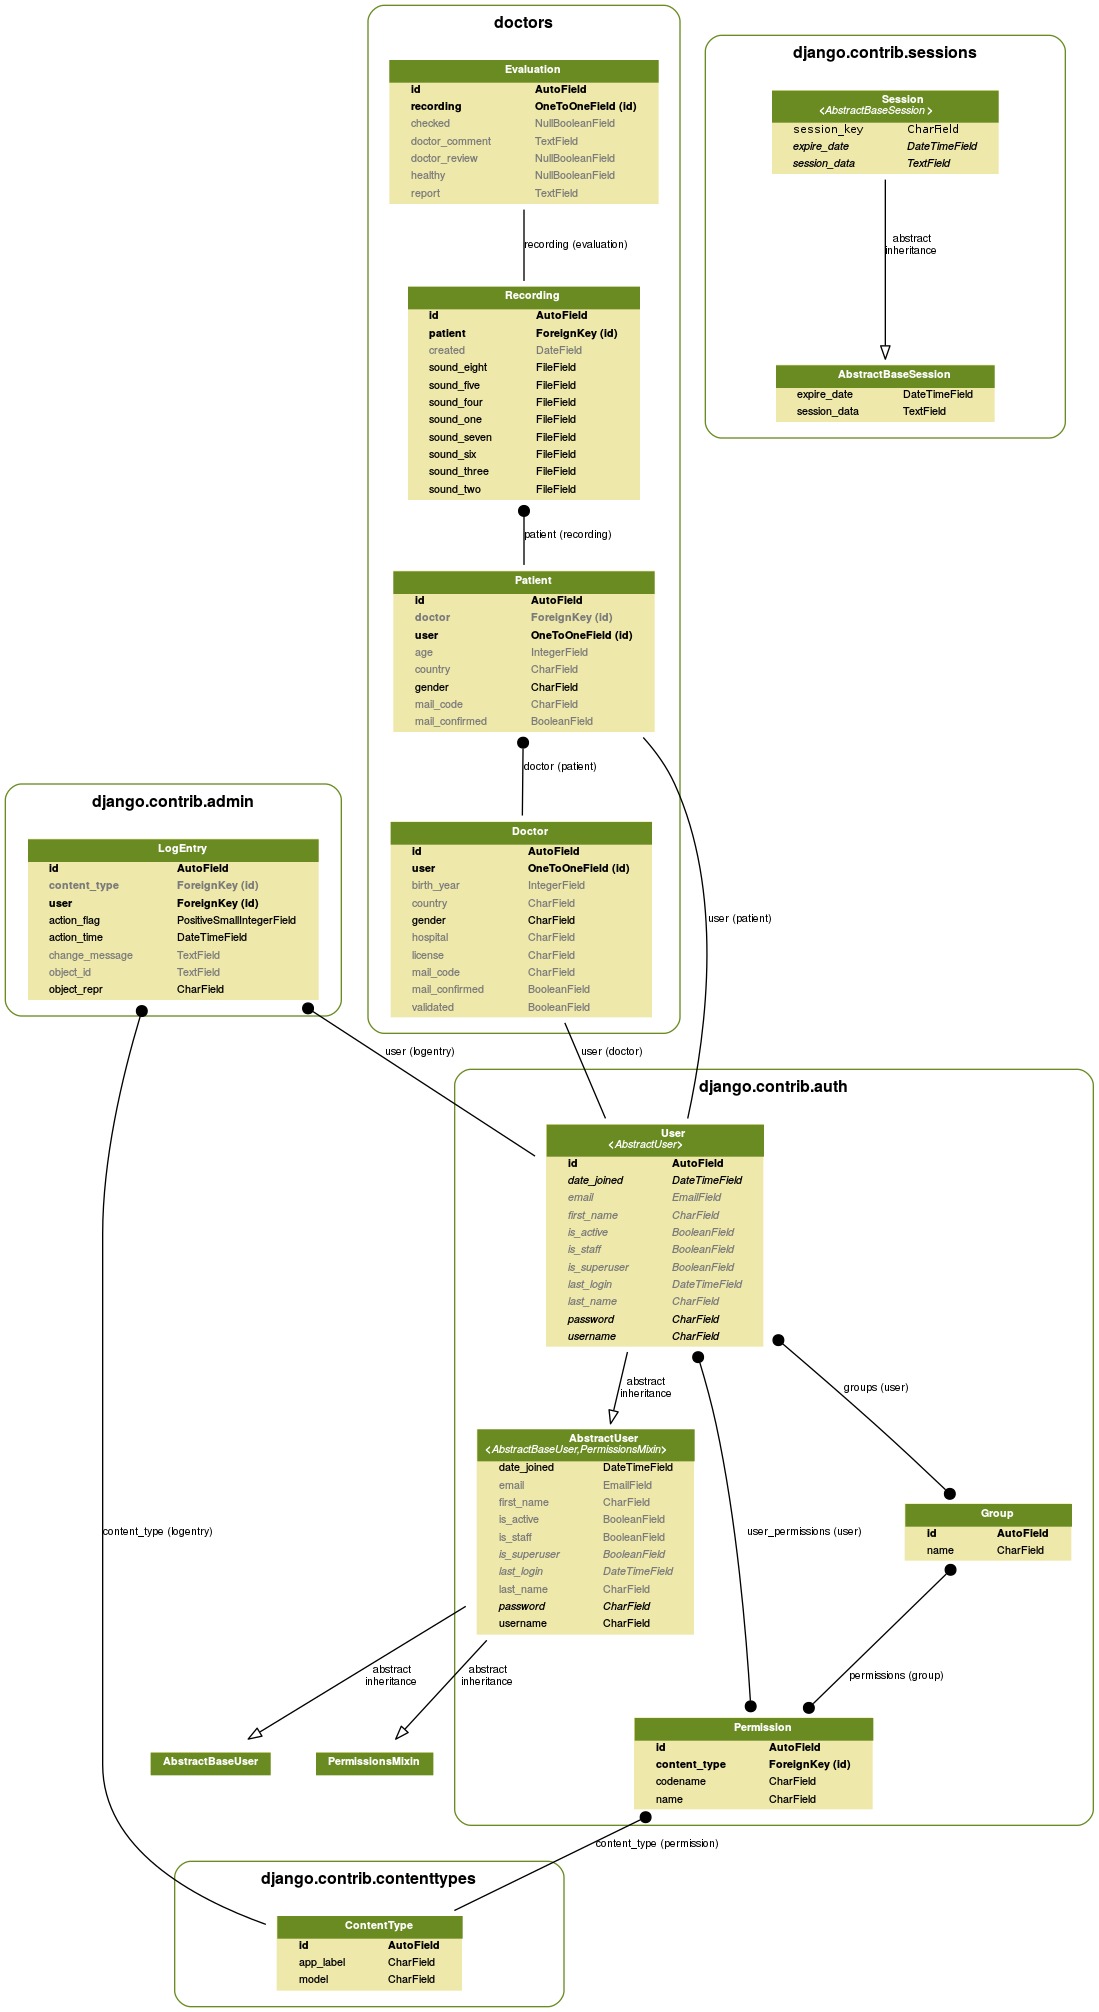 doctors
Evaluation
id AutoField
recording OneToOneField (id)
checked NullBooleanField
doctor_comment TextField
doctor_review NullBooleanField
healthy NullBooleanField
report TextField
recording (evaluation)
Recording
id AutoField
patient ForeignKey (id)
created DateField
sound_eight FileField
sound_five FileField
sound_four FileField
sound_one FileField
sound_seven FileField
sound_six FileField
sound_three FileField
sound_two FileField
patient (recording)
Patient
id AutoField
doctor ForeignKey (id)
user OneToOneField (id)
age IntegerField
country CharField
gender CharField
mail_code CharField
mail_confirmed BooleanField
doctor (patient)
Doctor
id AutoField
user OneToOneField (id)
birth_year IntegerField
country CharField
gender CharField
hospital CharField
license CharField
mail_code CharField
mail_confirmed BooleanField
validated BooleanField
user (patient)
user (doctor)
django.contrib.sessions
Session
<AbstractBaseSession>
session_key CharField
expire_date DateTimeField
session_data TextField
abstract
inheritance
AbstractBaseSession
expire_date DateTimeField
session_data TextField
django.contrib.admin
LogEntry
id AutoField
content_type ForeignKey (id)
user ForeignKey (id)
action_flag PositiveSmallIntegerField
action_time DateTimeField
change_message TextField
object_id TextField
object_repr CharField
user (logentry)
content_type (logentry)
django.contrib.auth
User
<AbstractUser>
id AutoField
date_joined DateTimeField
email EmailField
first_name CharField
is_active BooleanField
is_staff BooleanField
is_superuser BooleanField
last_login DateTimeField
last_name CharField
password CharField
username CharField
abstract
inheritance
groups (user)
user_permissions (user)
AbstractUser
<AbstractBaseUser,PermissionsMixin>
date_joined DateTimeField
email EmailField
first_name CharField
is_active BooleanField
is_staff BooleanField
is_superuser BooleanField
last_login DateTimeField
last_name CharField
password CharField
username CharField
Group
id AutoField
name CharField
permissions (group)
abstract
inheritance
abstract
inheritance
AbstractBaseUser
PermissionsMixin
Permission
id AutoField
content_type ForeignKey (id)
codename CharField
name CharField
content_type (permission)
django.contrib.contenttypes
ContentType
id AutoField
app_label CharField
model CharField